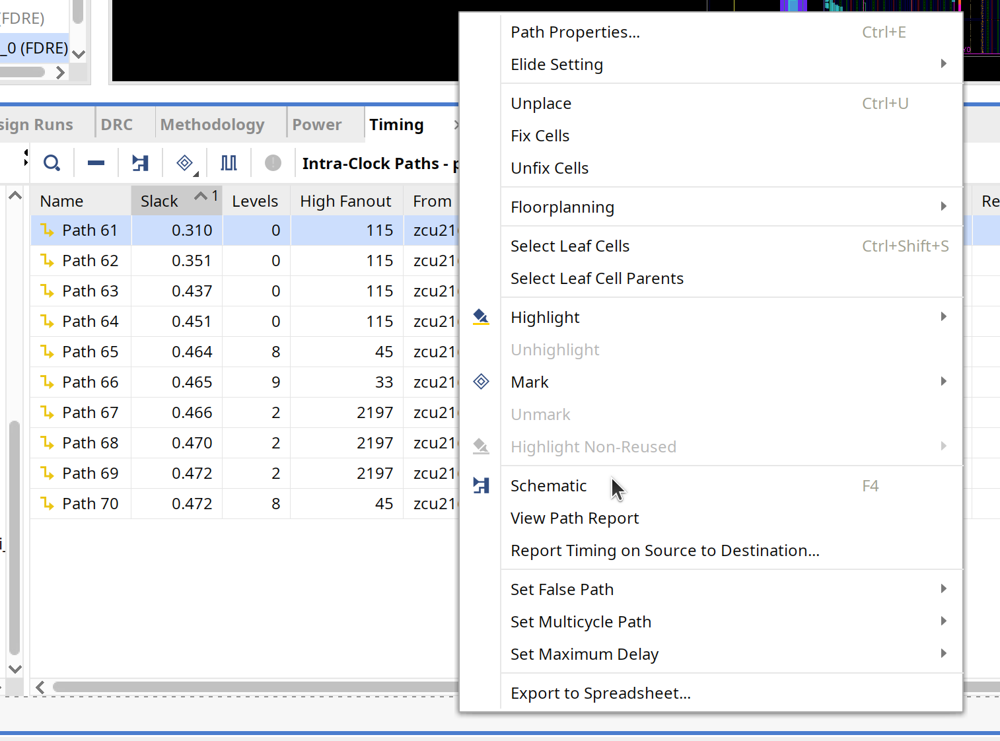 (FDRE)
_0 (FDRE)
sign Runs DRC Methodology Power Timing
Intra-Clock Paths - p
Name Slack 1 Levels High Fanout From Re
Path 61 0.310 0 115 zcu21
Path 62 0.351 0 115 zcu21
Path 63 0.437 0 115 zcu21
Path 64 0.451 0 115 zcu21
Path 65 0.464 8 45 zcu21
Path 66 0.465 9 33 zcu21
Path 67 0.466 2 2197 zcu21
Path 68 0.470 2 2197 zcu21
Path 69 0.472 2 2197 zcu21
Path 70 0.472 8 45 zcu21
Path Properties... Ctrl+E
Elide Setting
Unplace Ctrl+U
Fix Cells
Unfix Cells
Floorplanning
Select Leaf Cells Ctrl+Shift+S
Select Leaf Cell Parents
Highlight
Unhighlight
Mark
Unmark
Highlight Non-Reused
Schematic F4
View Path Report
Report Timing on Source to Destination...
Set False Path
Set Multicycle Path
Set Maximum Delay
Export to Spreadsheet...